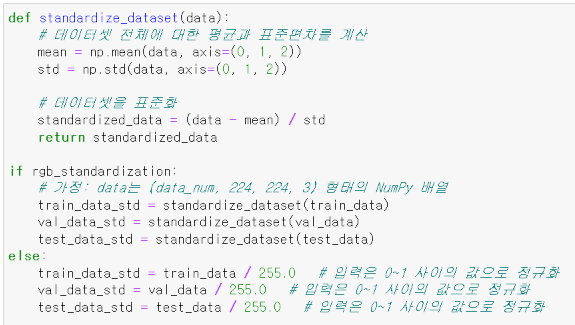 def standardize_dataset(data):
    # 데이터셋 전체에 대한 평균과 표준편차를 계산
    mean = np.mean(data, axis=(0, 1, 2))
    std = np.std(data, axis=(0, 1, 2))

    # 데이터셋을 표준화
    standardized_data = (data - mean) / std
    return standardized_data

if rgb_standardization:
    # 가정: data는 (data_num, 224, 224, 3) 형태의 NumPy 배열
    train_data_std = standardize_dataset(train_data)
    val_data_std = standardize_dataset(val_data)
    test_data_std = standardize_dataset(test_data)
else:
    train_data_std = train_data / 255.0   # 입력은 0~1 사이의 값으로 정규화
    val_data_std = val_data / 255.0   # 입력은 0~1 사이의 값으로 정규화
    test_data_std = test_data / 255.0   # 입력은 0~1 사이의 값으로 정규화